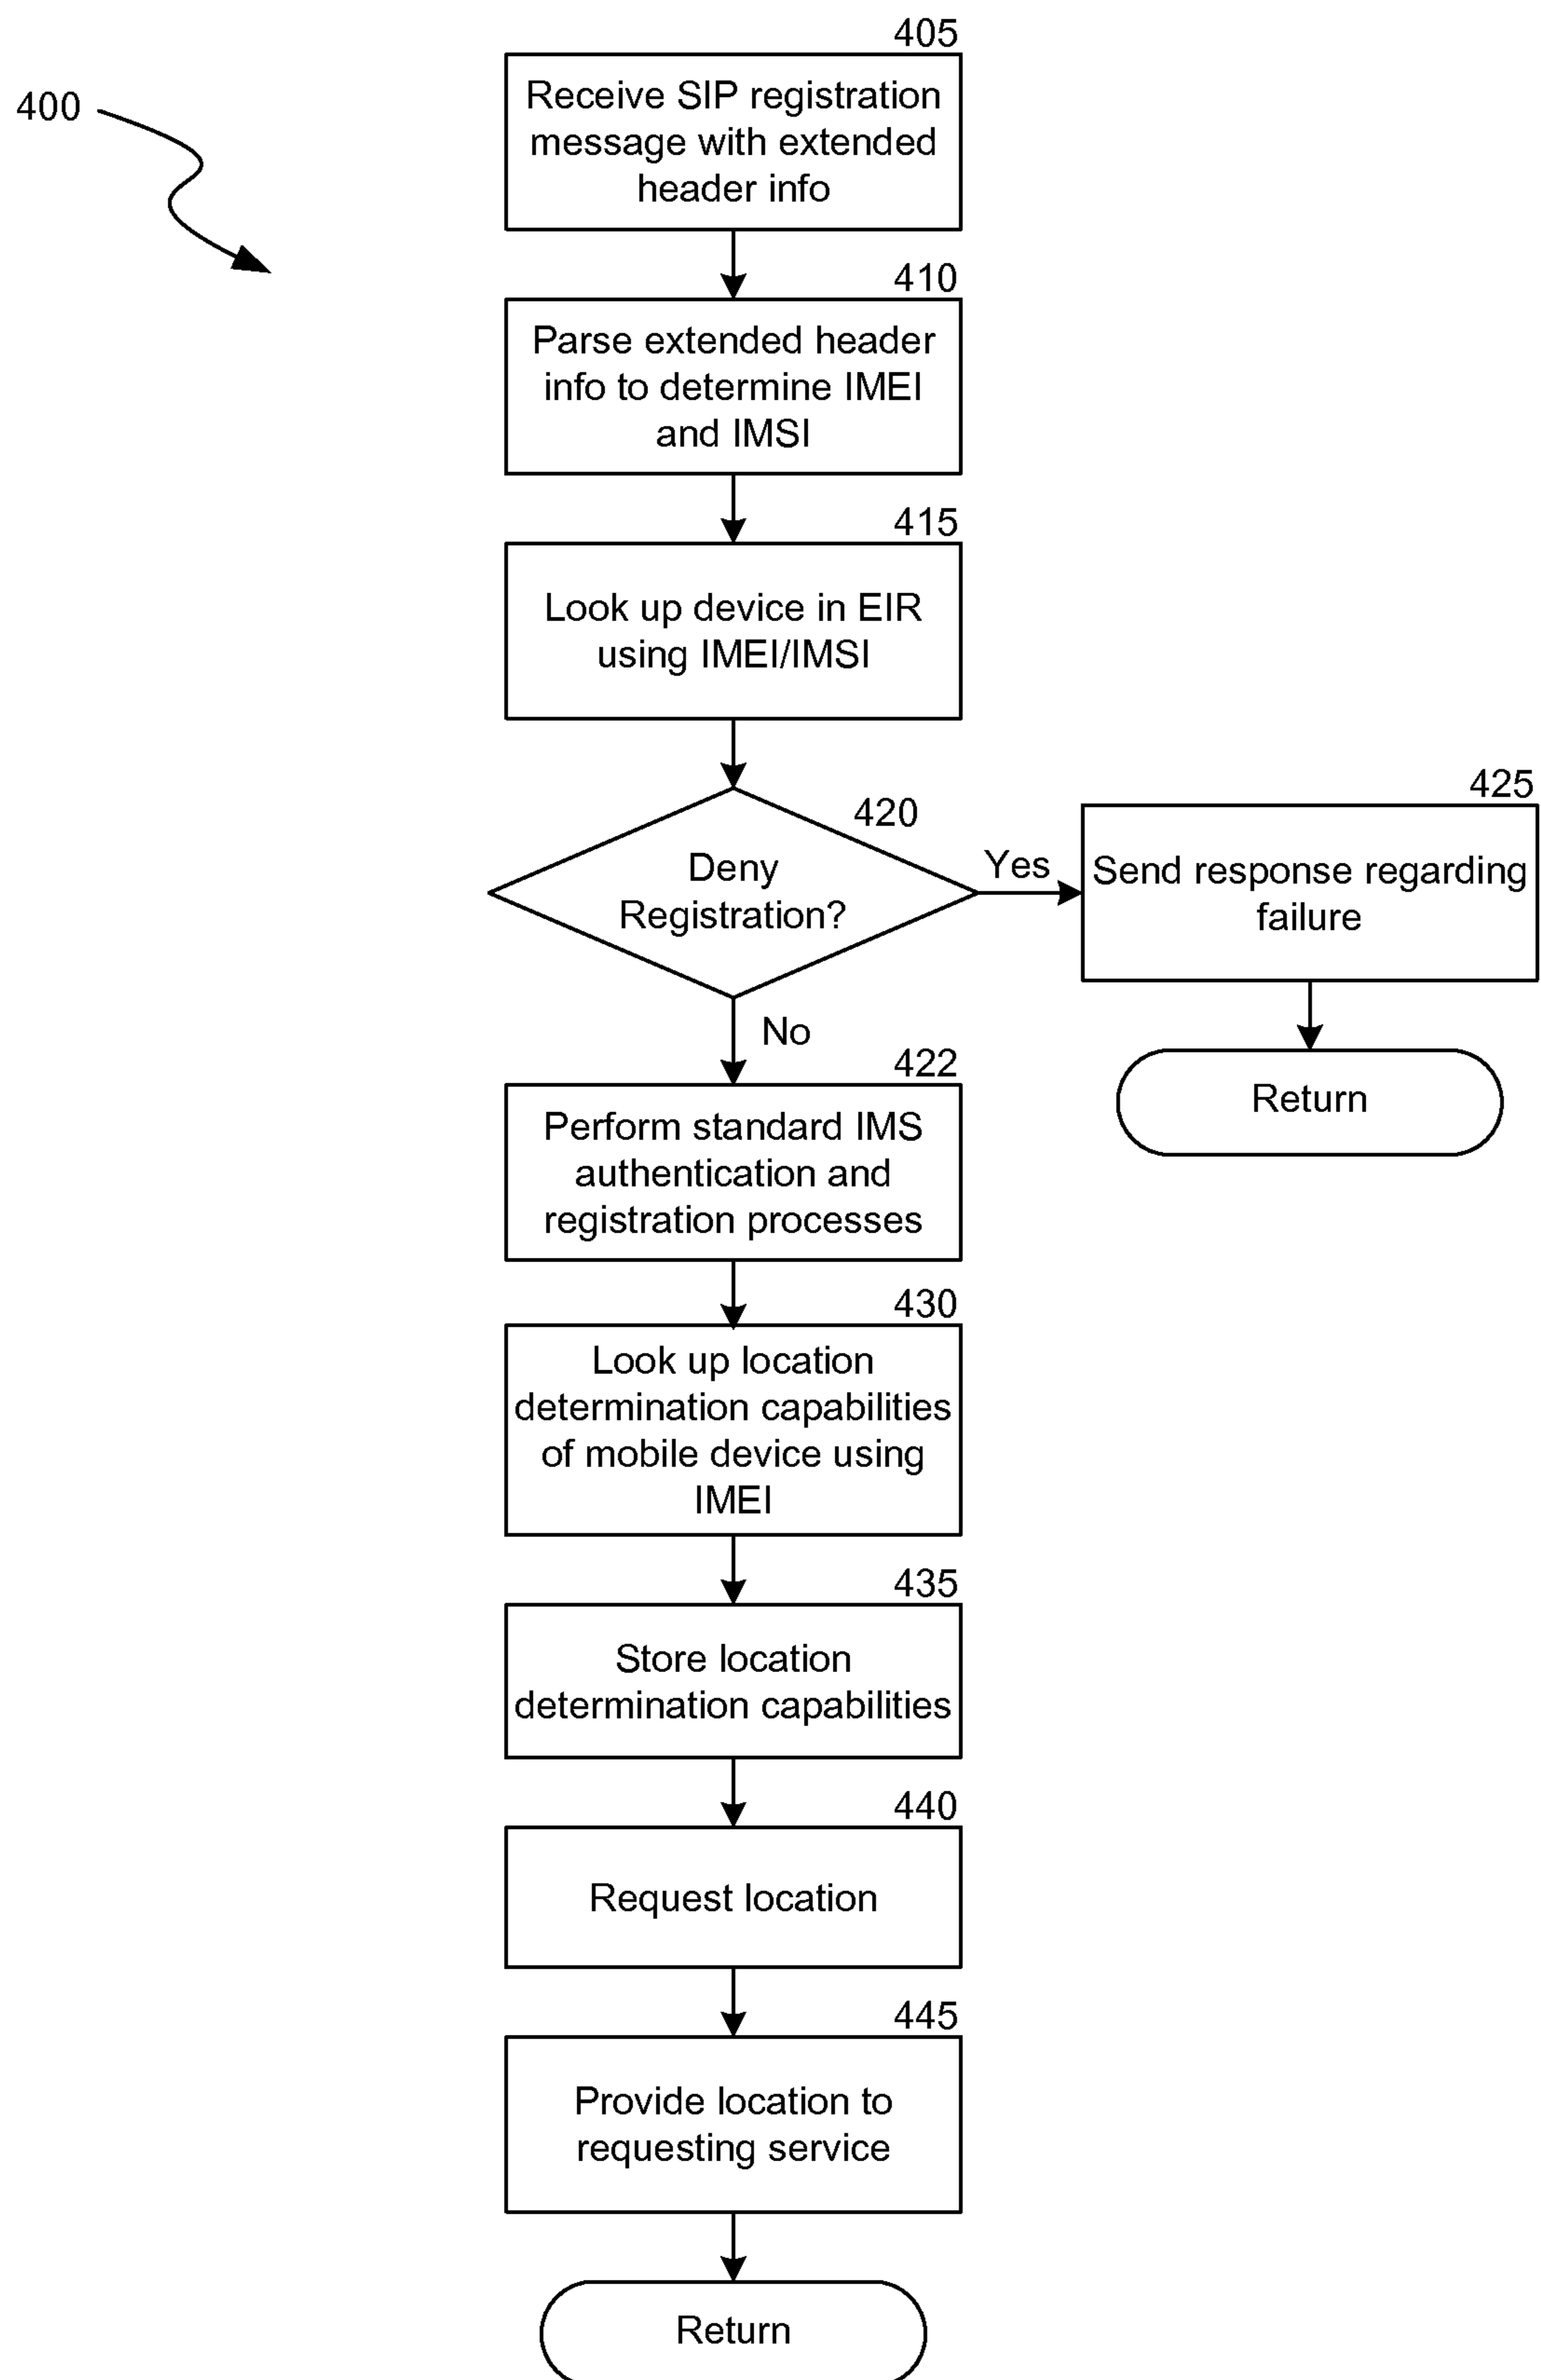 405
400
Receive SIP registration
message with extended
header info
410
Parse extended header
info to determine IMEI
and IMSI
415
Look up device in EIR
using IMEI/IMSI
420
Deny
Registration?
Yes
425
Send response regarding
failure
Return
No
422
Perform standard IMS
authentication and
registration processes
430
Look up location
determination capabilities
of mobile device using
IMEI
435
Store location
determination capabilities
440
Request location
445
Provide location to
requesting service
Return